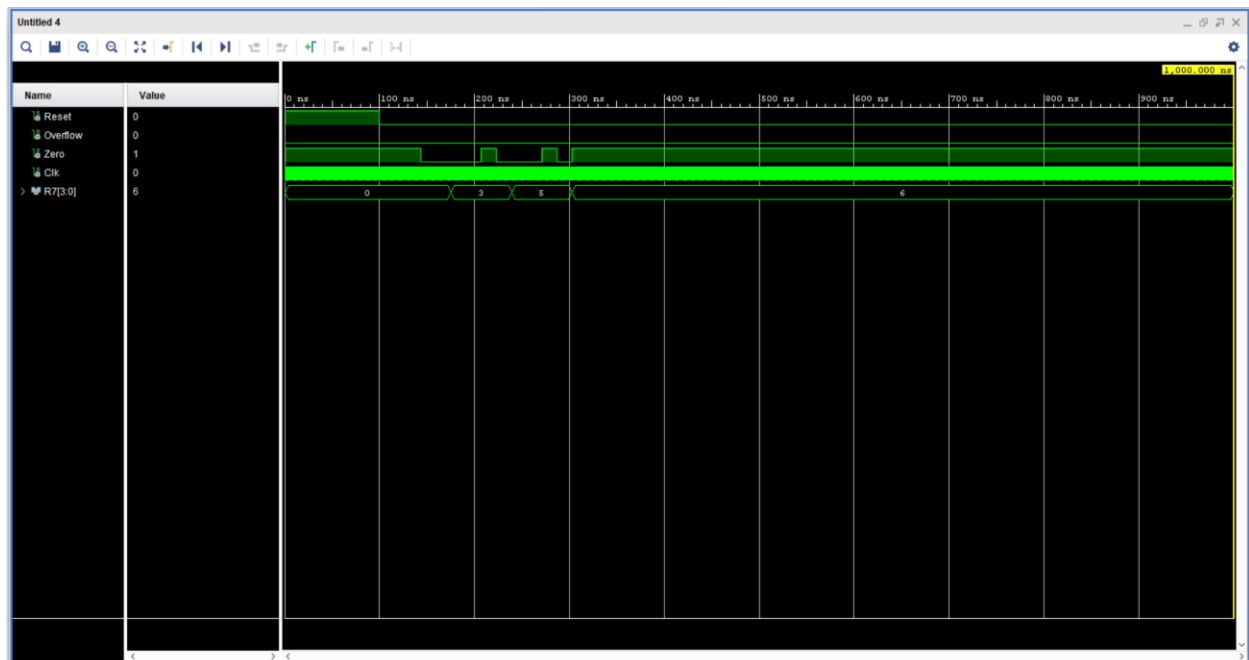 Untitled 4
1,000.000 ns
Name Value
0 ns 100 ns 200 ns 300 ns 400 ns 500 ns 600 ns 700 ns 800 ns 900 ns
Reset 0
Overflow 0
Zero 1
Clk 0
> R7[3:0] 6 0 3 5 6